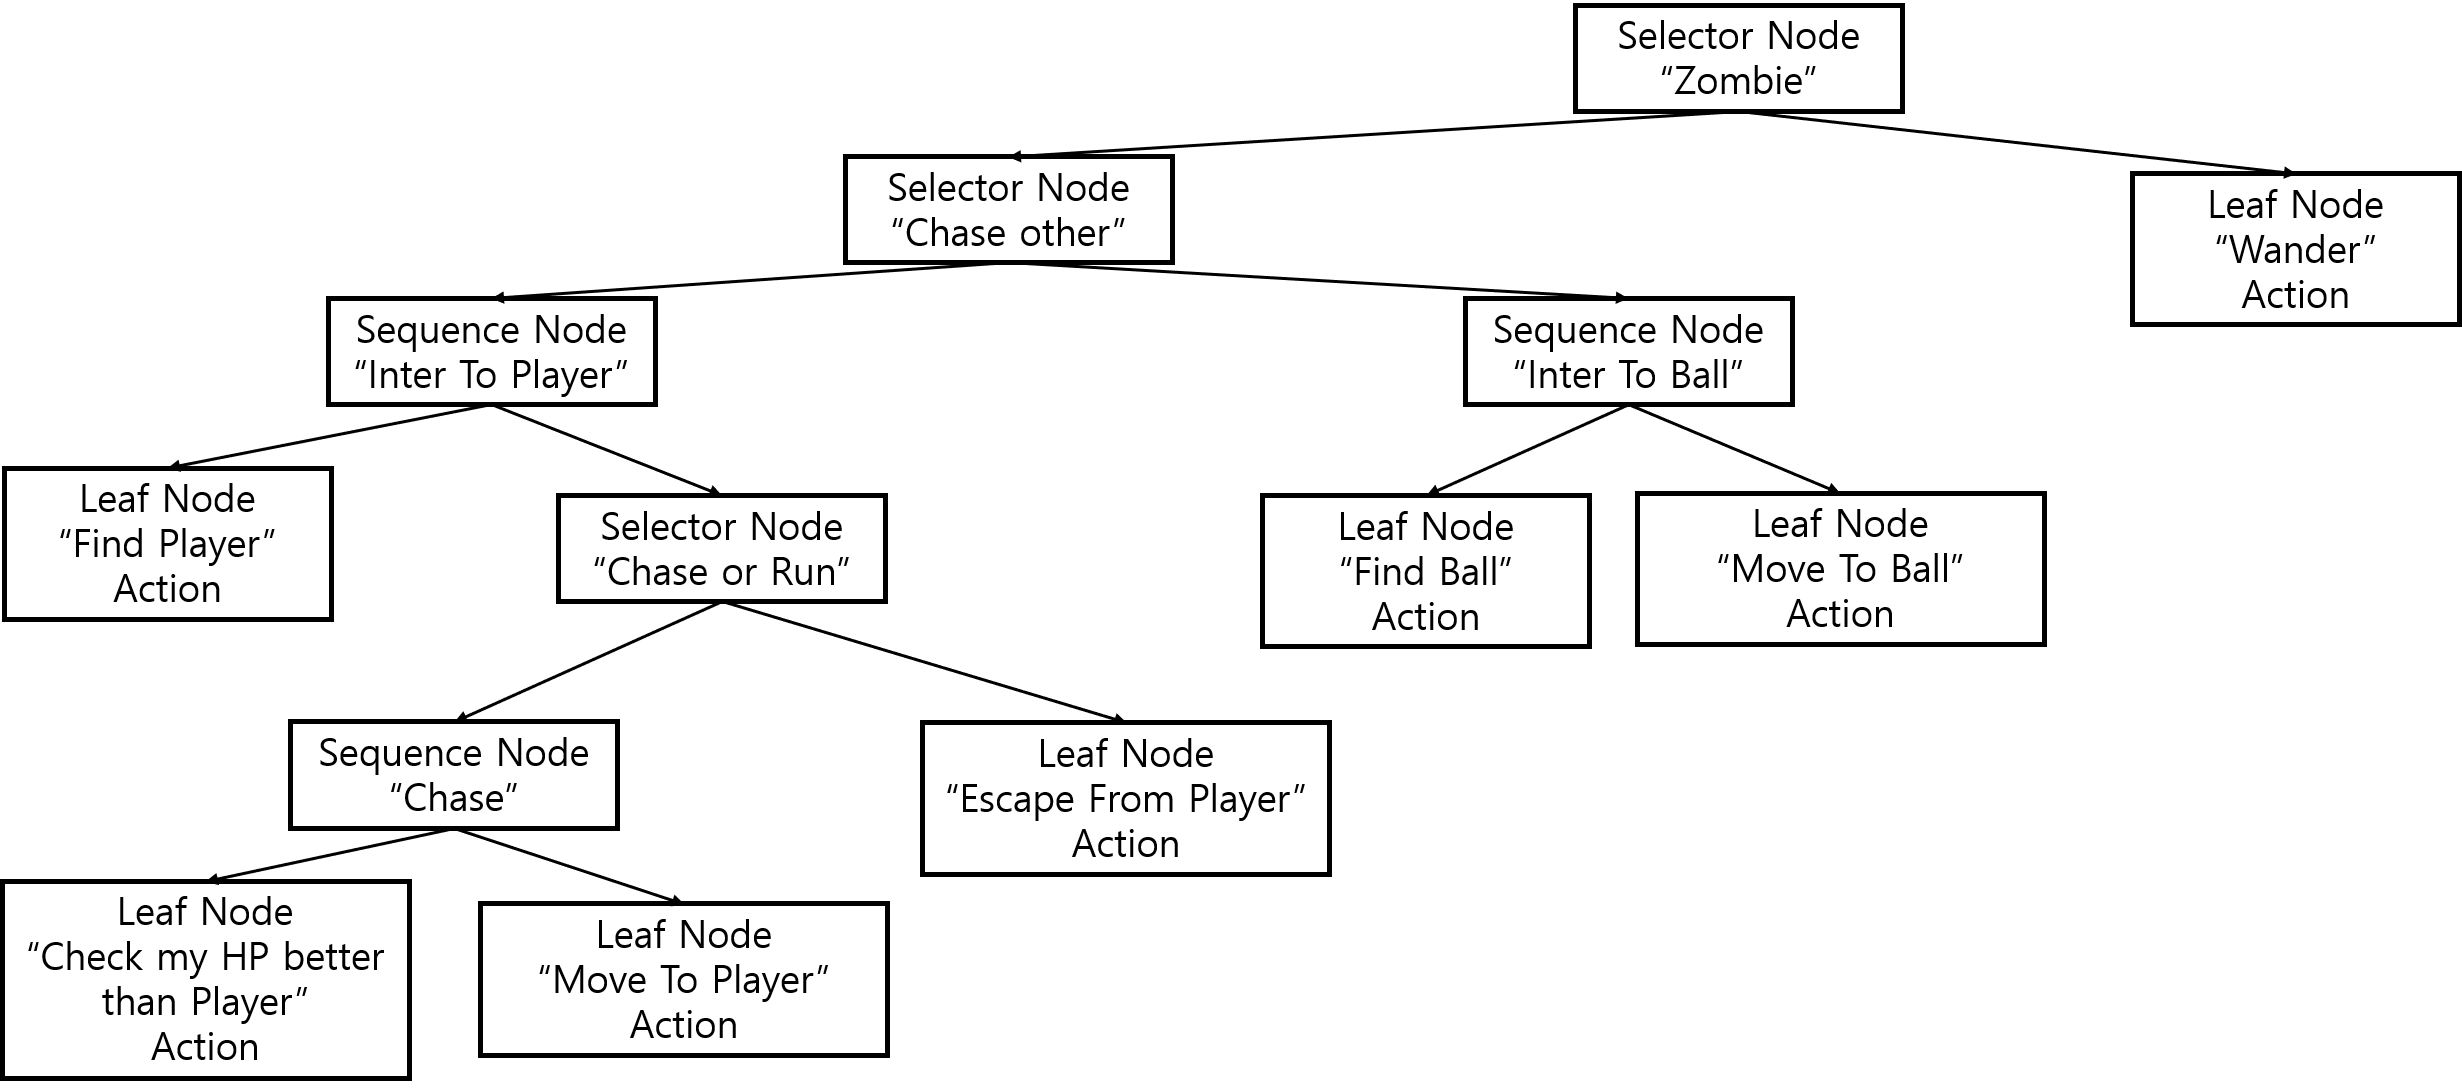 Selector Node
“Zombie”
Selector Node
“Chase other”
Leaf Node
“Wander”
Action
Sequence Node
“Inter To Player”
Sequence Node
“Inter To Ball”
Leaf Node
“Find Player”
Action
Selector Node
“Chase or Run”
Leaf Node
“Find Ball”
Action
Leaf Node
“Move To Ball”
Action
Sequence Node
“Chase”
Leaf Node
“Escape From Player”
Action
Leaf Node
“Check my HP better
than Player”
Action
Leaf Node
“Move To Player”
Action